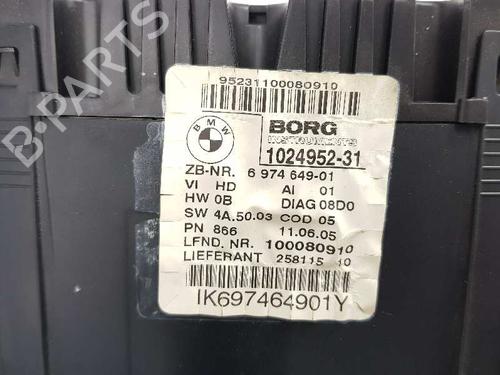 B-PARTS
95231100080910
BMW
BORG
INSTRUMENTS
1024952-31
ZB-NR. 6 974 649-01
VI HD AI 01
HW 0B DIAG 08D0
SW 4A.50.03 COD 05
PN 866 11.06.05
LFND. NR. 100080910
LIEFERANT 258115 10
IK697464901Y